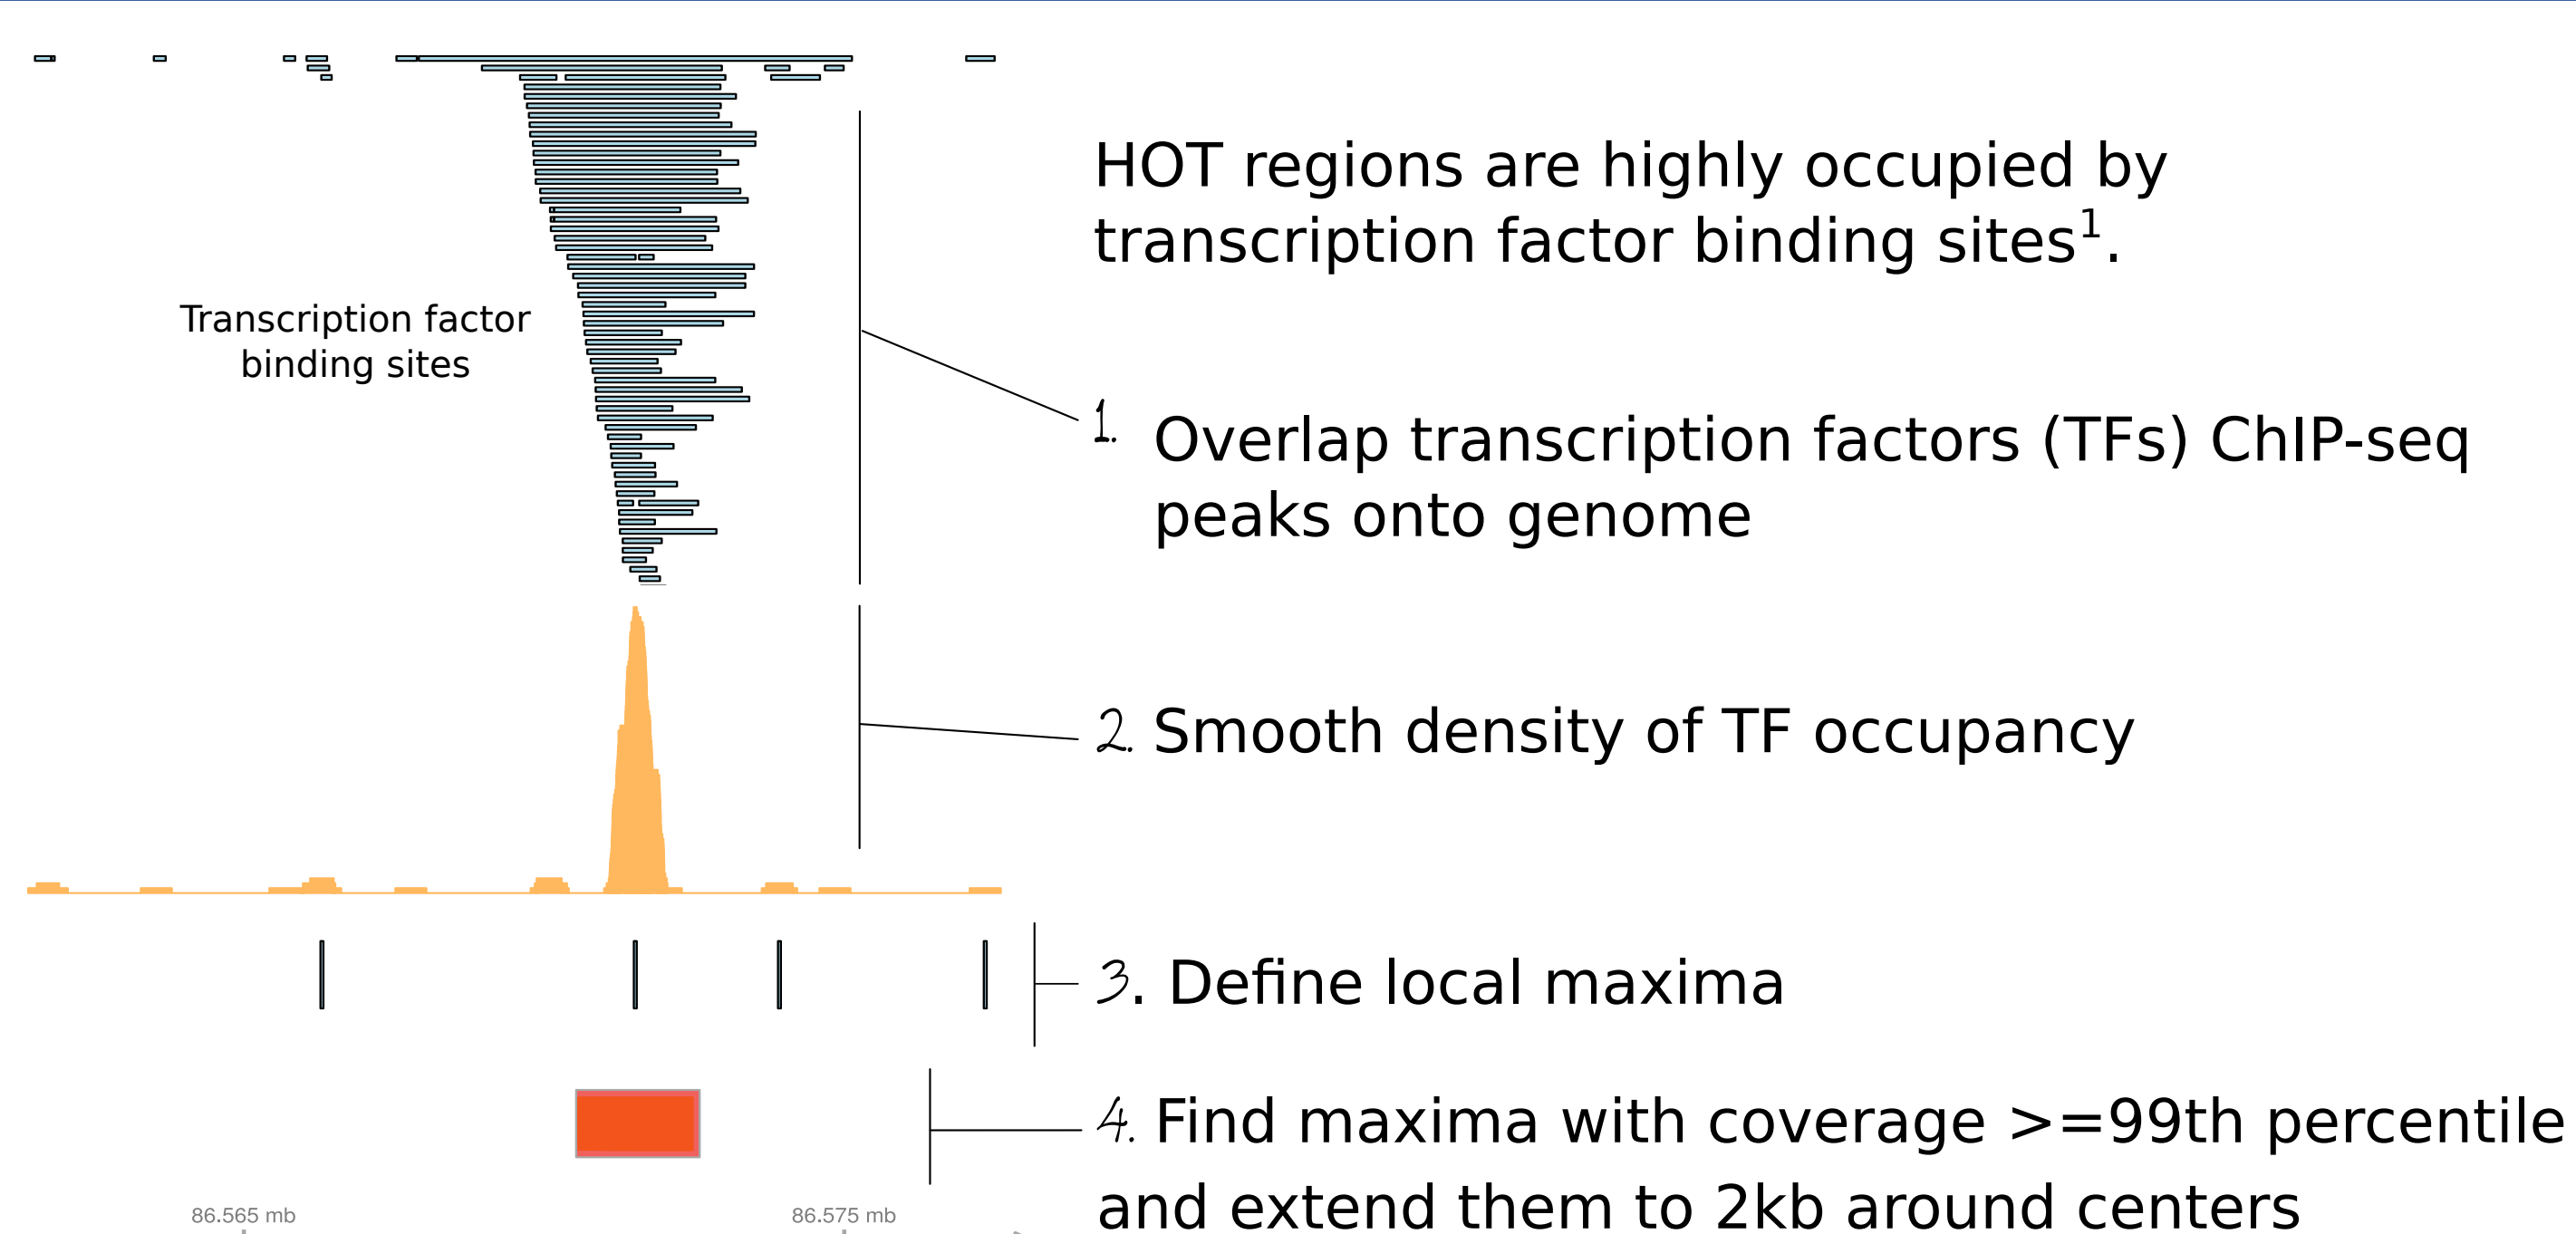 HOT regions are highly occupied by
transcription factor binding sites¹.
Transcription factor
binding sites
1. Overlap transcription factors (TFs) ChIP-seq
peaks onto genome
2. Smooth density of TF occupancy
3. Define local maxima
4. Find maxima with coverage >=99th percentile
and extend them to 2kb around centers
86.565 mb
86.575 mb